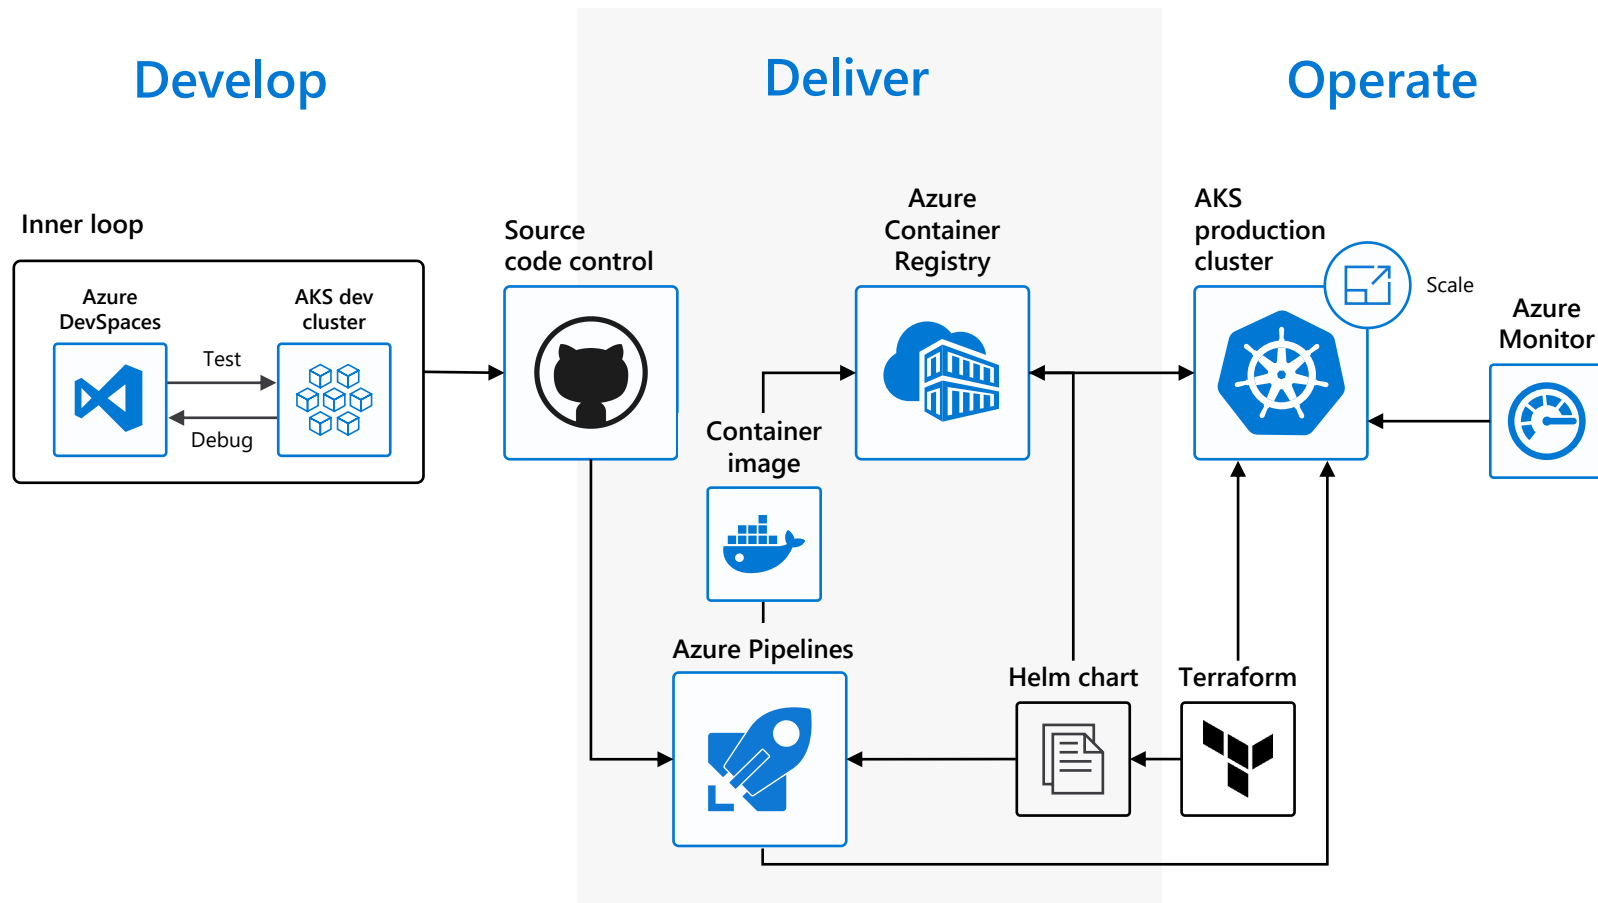 Develop
Deliver
Operate
Inner loop
Azure
DevSpaces
AKS dev
cluster
Test
Debug
Source
code control
Azure
Container
Registry
Container
image
Azure Pipelines
Helm chart
Terraform
AKS
production
cluster
Scale
Azure
Monitor